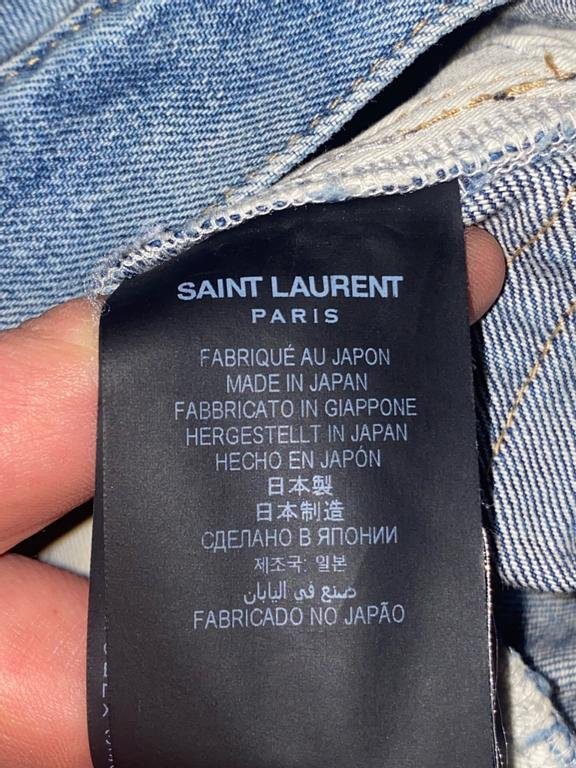 SAINT LAURENT
PARIS
FABRIQUÉ AU JAPON
MADE IN JAPAN
FABBRICATO IN GIAPPONE
HERGESTELLT IN JAPAN
HECHO EN JAPÓN
日本製
日本制造
СДЕЛАНО В ЯПОНИИ
제조국: 일본
صنع في اليابان
FABRICADO NO JAPÃO